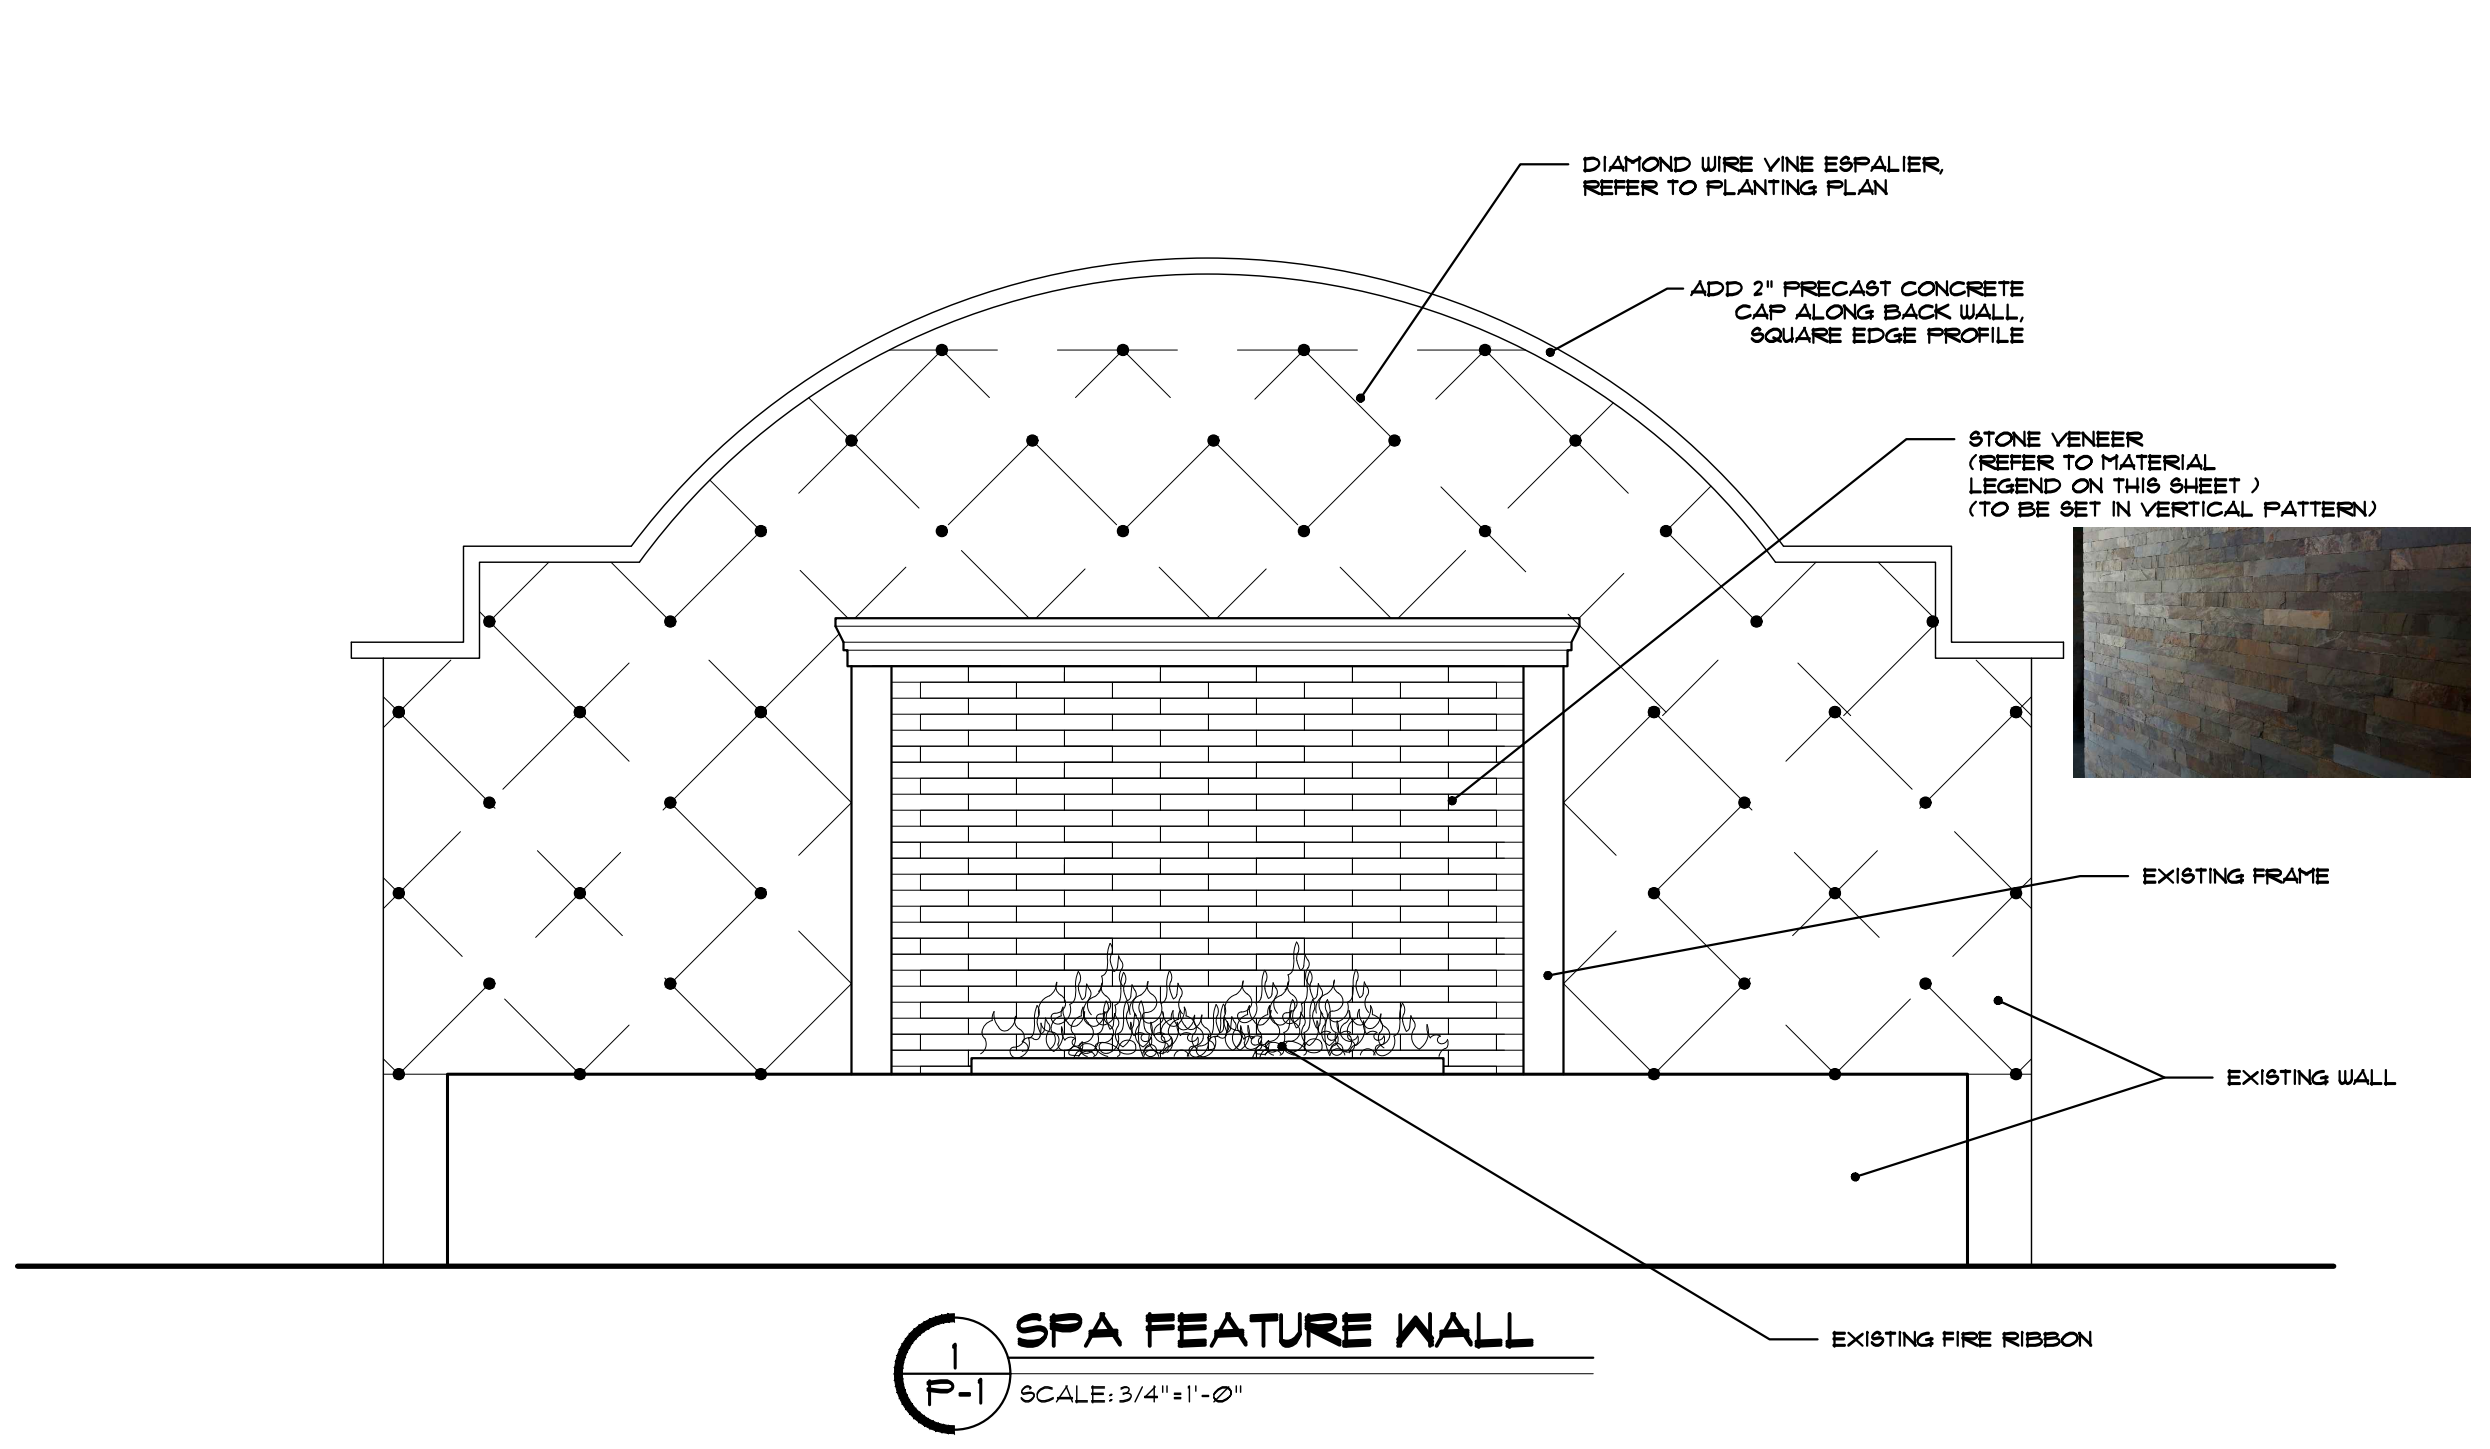 DIAMOND WIRE VINE ESPALIER,
REFER TO PLANTING PLAN
ADD 2" PRECAST CONCRETE
CAP ALONG BACK WALL,
SQUARE EDGE PROFILE
STONE VENEER
(REFER TO MATERIAL
LEGEND ON THIS SHEET )
(TO BE SET IN VERTICAL PATTERN)
EXISTING FRAME
EXISTING WALL
EXISTING FIRE RIBBON
SPA FEATURE WALL
1
P-1
SCALE: 3/4"=1'-0"